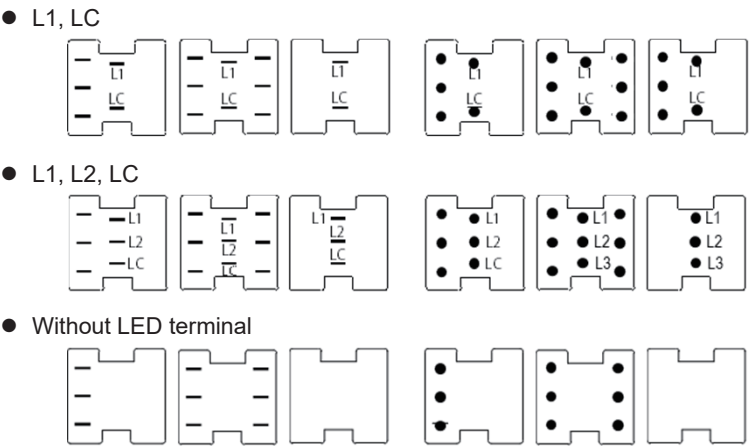 ● L1, LC
L1 L1 L1 L1 L1 L1
LC LC LC LC LC LC
● L1, L2, LC
L1 L1 L1 L1 L1 L1
L2 L2 L2 L2 L2 L2
LC LC LC LC L3 L3
● Without LED terminal